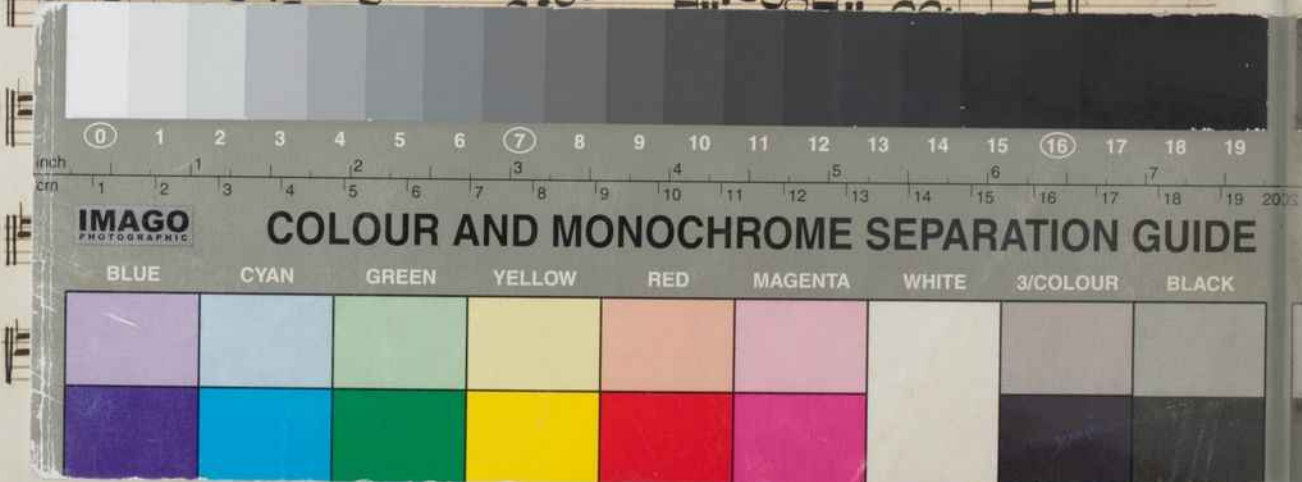 0 1 2 3 4 5 6 7 8 9 10 11 12 13 14 15 16 17 18 19
inch 1 2 3 4 5 6 7
cm 1 2 3 4 5 6 7 8 9 10 11 12 13 14 15 16 17 18 19
IMAGO
PHOTOGRAPHIC
COLOUR AND MONOCHROME SEPARATION GUIDE
BLUE CYAN GREEN YELLOW RED MAGENTA WHITE 3/COLOUR BLACK